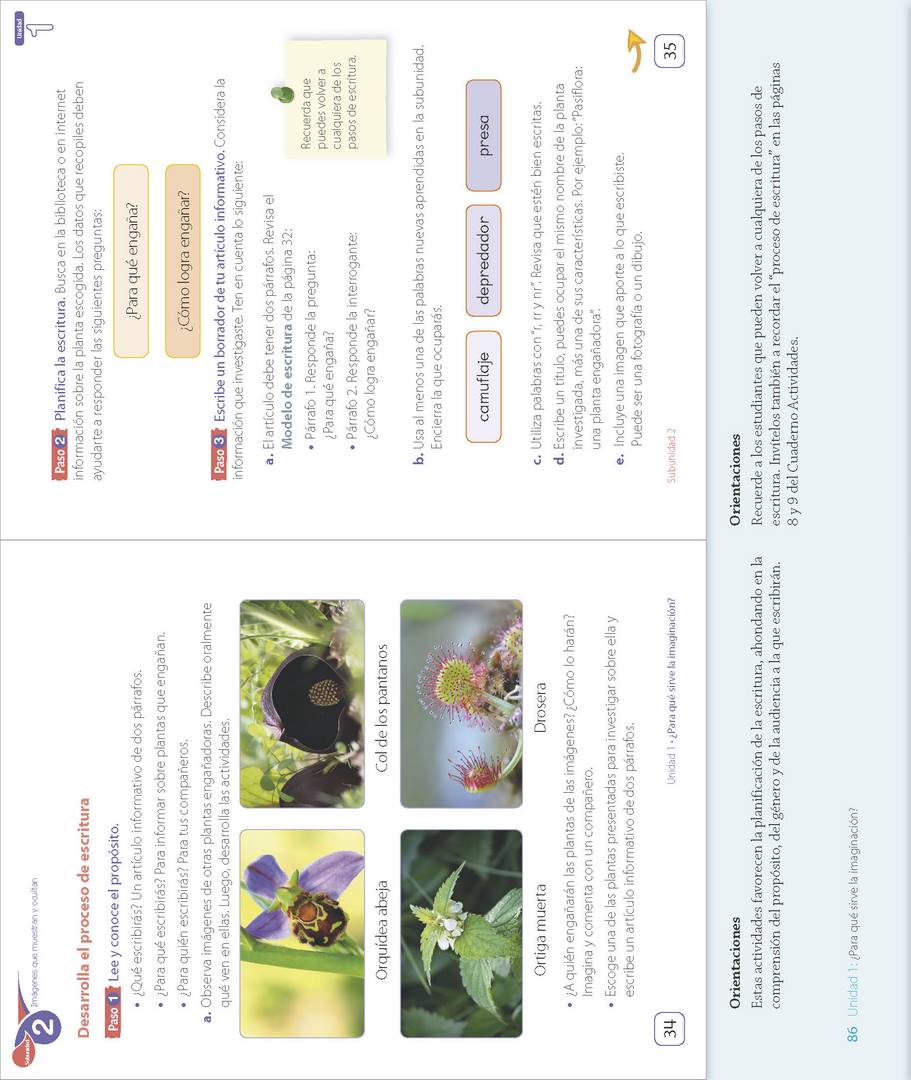 Subunidad
2
Imágenes que muestran y ocultan
Desarrolla el proceso de escritura
Paso 1 Lee y conoce el propósito.
• ¿Qué escribirás? Un artículo informativo de dos párrafos.
• ¿Para qué escribirás? Para informar sobre plantas que engañan.
• ¿Para quién escribirás? Para tus compañeros.
a. Observa imágenes de otras plantas engañadoras. Describe oralmente
qué ven en ellas. Luego, desarrolla las actividades.
Orquídea abeja
Col de los pantanos
Ortiga muerta
Drosera
• ¿A quién engañarán las plantas de las imágenes? ¿Cómo lo harán?
Imagina y comenta con un compañero.
• Escoge una de las plantas presentadas para investigar sobre ella y
escribe un artículo informativo de dos párrafos.
34
Unidad 1 • ¿Para qué sirve la imaginación?
Unidad
1
Paso 2 Planifica la escritura. Busca en la biblioteca o en internet
información sobre la planta escogida. Los datos que recopiles deben
ayudarte a responder las siguientes preguntas:
¿Para qué engaña?
¿Cómo logra engañar?
Paso 3 Escribe un borrador de tu artículo informativo. Considera la
información que investigaste. Ten en cuenta lo siguiente:
a. El artículo debe tener dos párrafos. Revisa el
Modelo de escritura de la página 32:
• Párrafo 1. Responde la pregunta:
¿Para qué engaña?
• Párrafo 2. Responde la interrogante:
¿Cómo logra engañar?
Recuerda que
puedes volver a
cualquiera de los
pasos de escritura.
b. Usa al menos una de las palabras nuevas aprendidas en la subunidad.
Encierra la que ocuparás.
camuflaje
depredador
presa
c. Utiliza palabras con “r, rr y nr”. Revisa que estén bien escritas.
d. Escribe un título, puedes ocupar el mismo nombre de la planta
investigada, más una de sus características. Por ejemplo: “Pasiflora:
una planta engañadora”.
e. Incluye una imagen que aporte a lo que escribiste.
Puede ser una fotografía o un dibujo.
Subunidad 2
35
Orientaciones
Estas actividades favorecen la planificación de la escritura, ahondando en la
comprensión del propósito, del género y de la audiencia a la que escribirán.
Orientaciones
Recuerde a los estudiantes que pueden volver a cualquiera de los pasos de
escritura. Invítelos también a recordar el “proceso de escritura” en las páginas
8 y 9 del Cuaderno Actividades.
86 Unidad 1: ¿Para qué sirve la imaginación?